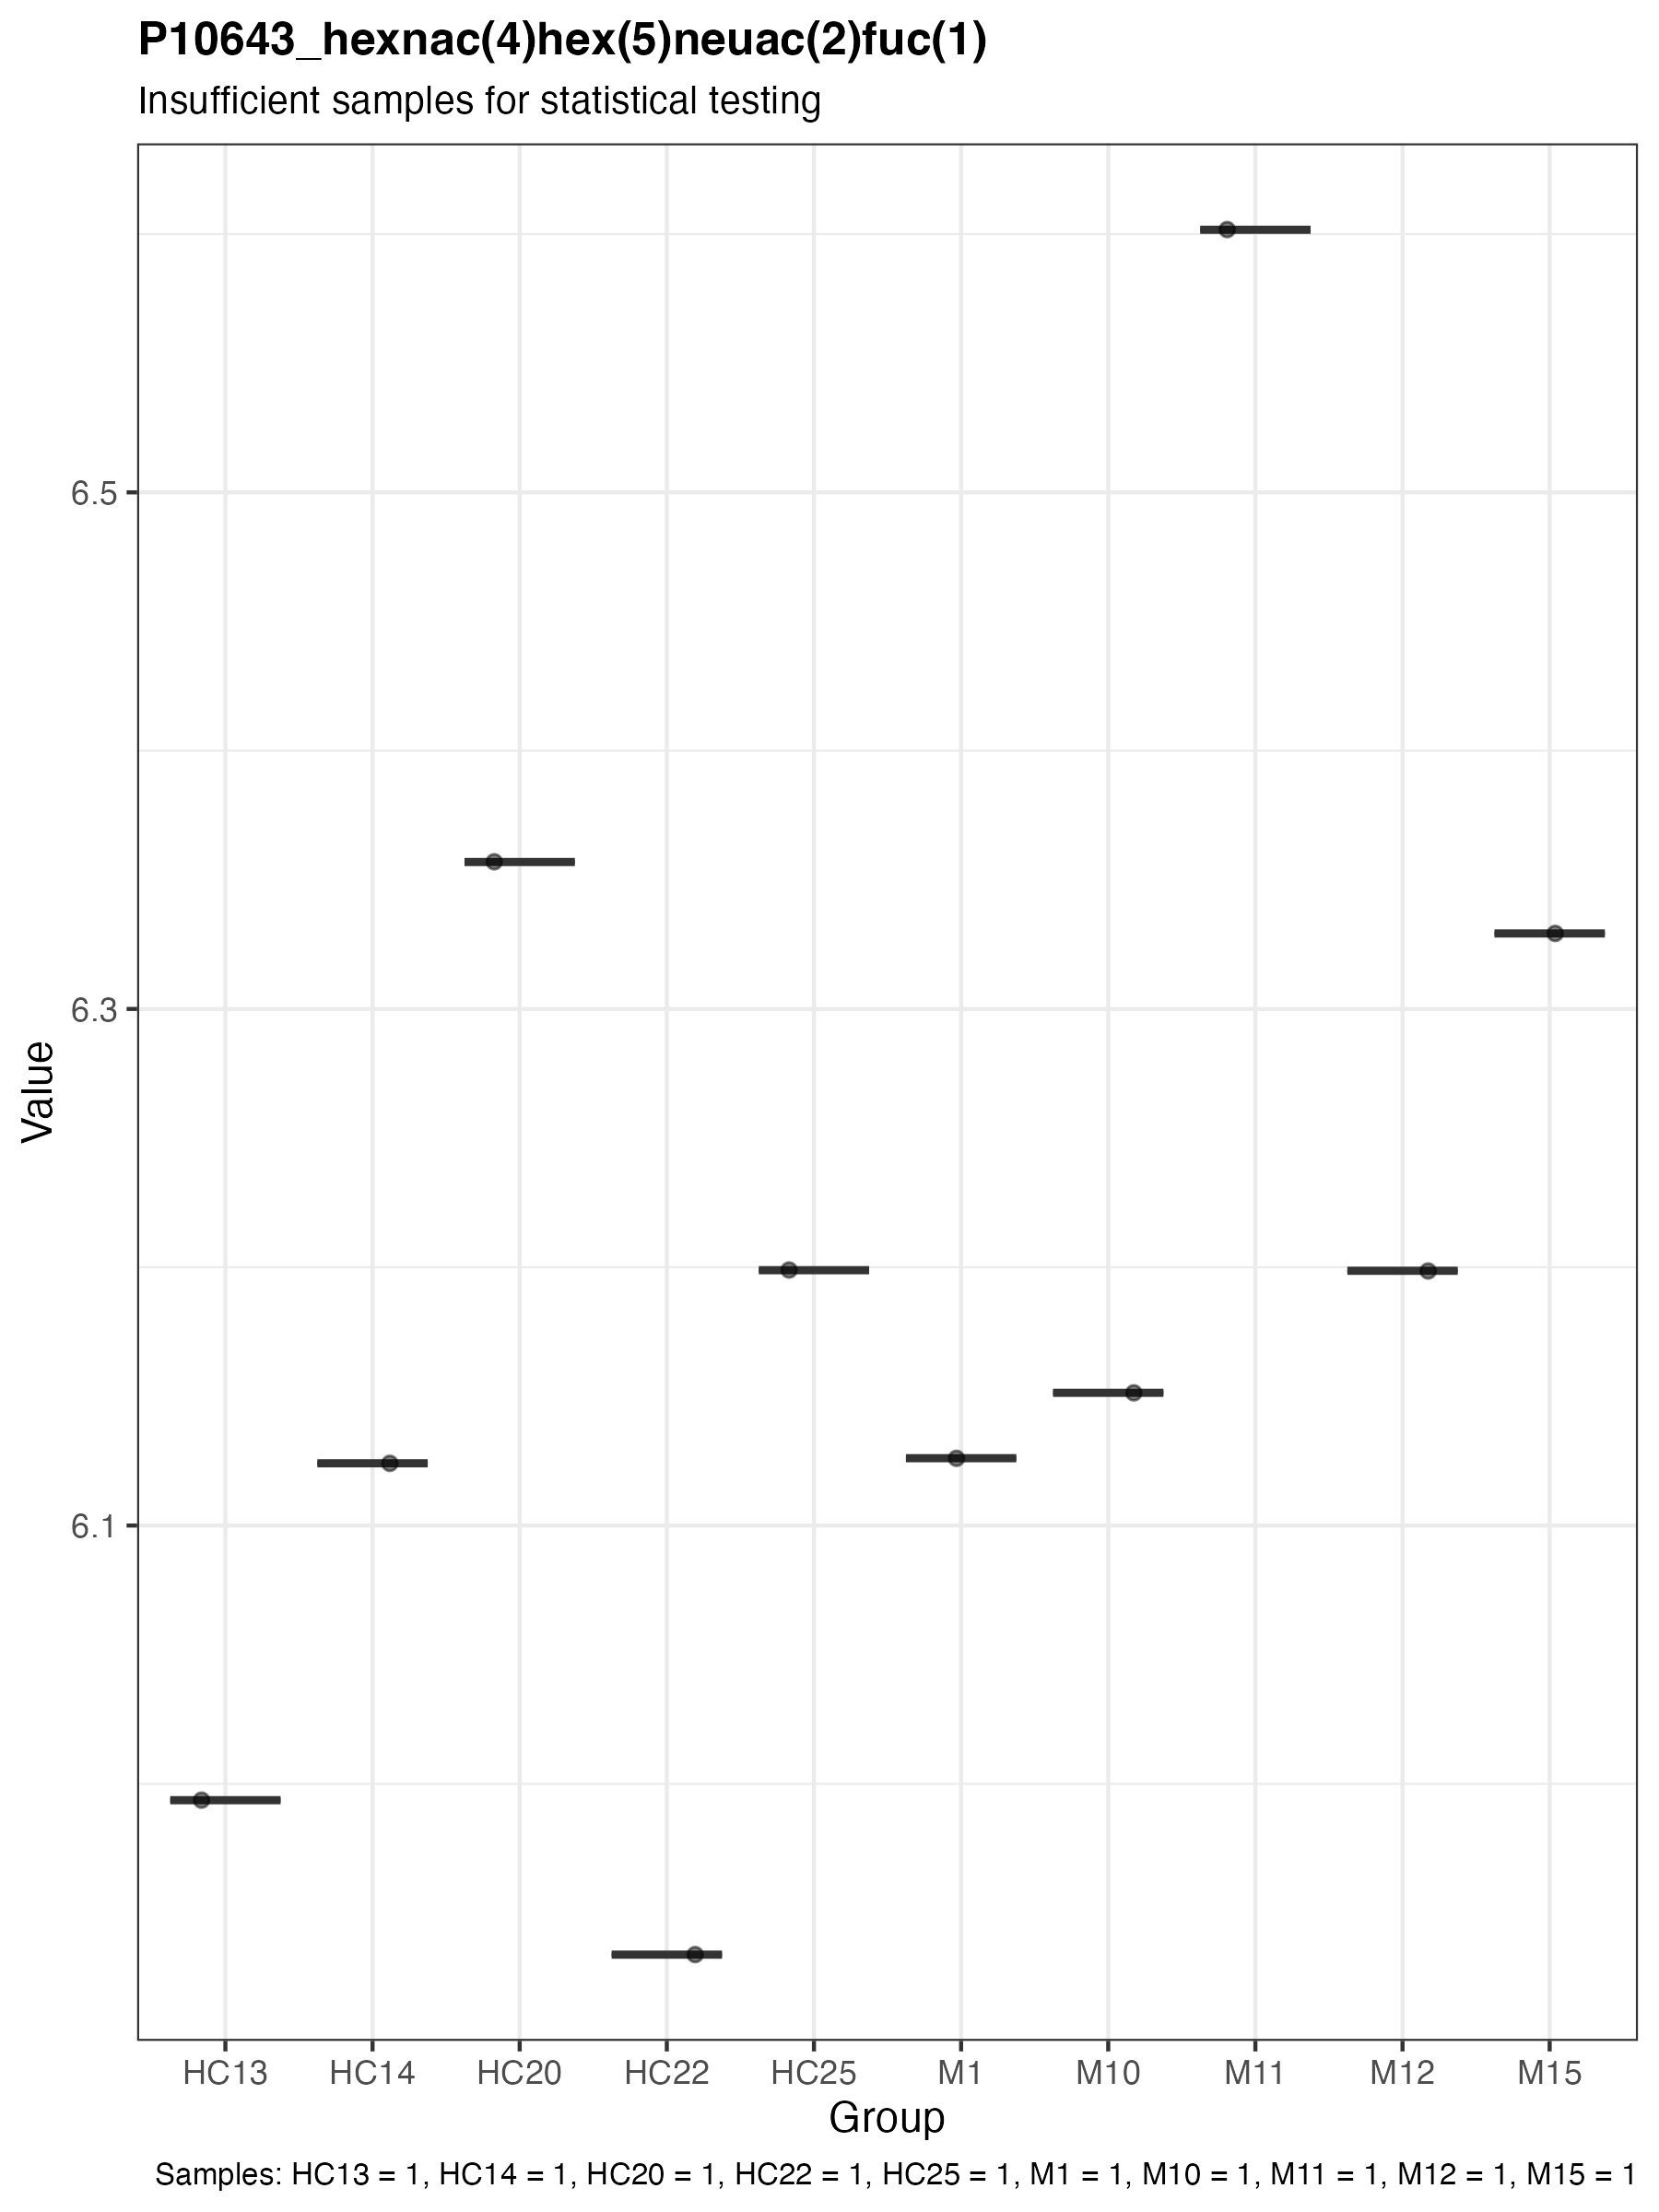 P10643_hexnac(4)hex(5)neuac(2)fuc(1)
Insufficient samples for statistical testing
6.5
6.3
6.1
Value
HC13 HC14 HC20 HC22 HC25 M1 M10 M11 M12 M15
Group
Samples: HC13 = 1, HC14 = 1, HC20 = 1, HC22 = 1, HC25 = 1, M1 = 1, M10 = 1, M11 = 1, M12 = 1, M15 = 1